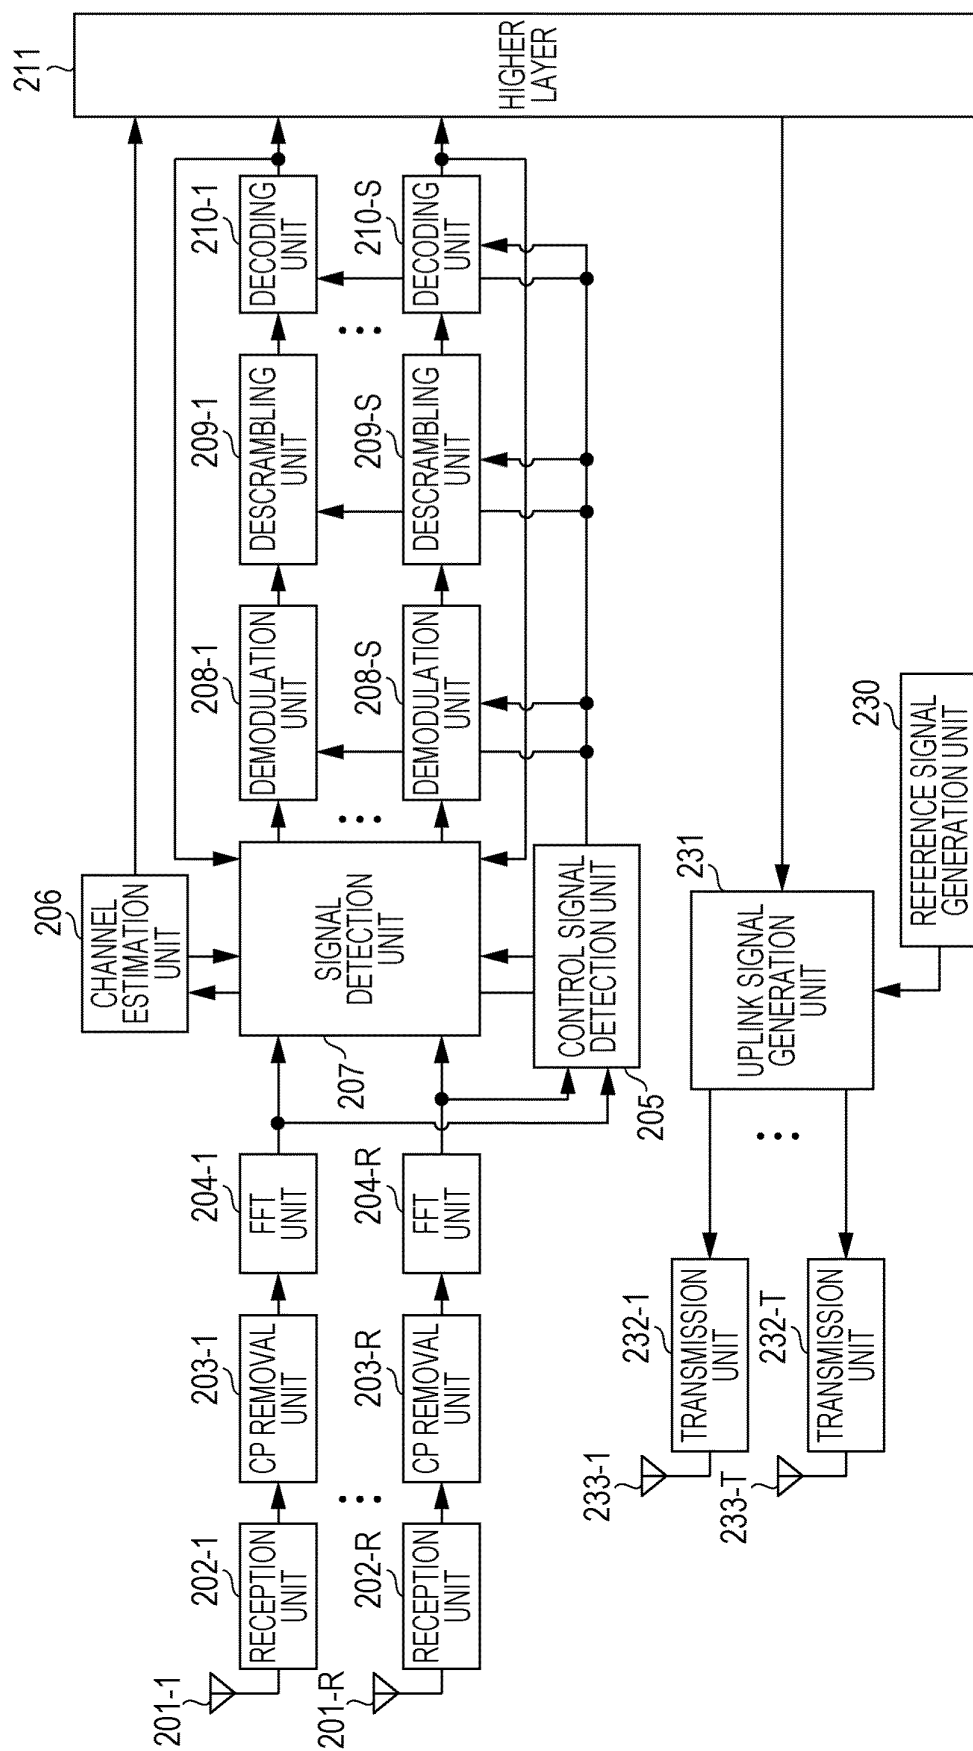 201-1
202-1
RECEPTION
UNIT
203-1
CP REMOVAL
UNIT
204-1
FFT
UNIT
206
CHANNEL
ESTIMATION
UNIT
207
SIGNAL
DETECTION
UNIT
208-1
DEMODULATION
UNIT
209-1
DESCRAMBLING
UNIT
210-1
DECODING
UNIT
211
HIGHER
LAYER
201-R
202-R
RECEPTION
UNIT
203-R
CP REMOVAL
UNIT
204-R
FFT
UNIT
208-S
DEMODULATION
UNIT
209-S
DESCRAMBLING
UNIT
210-S
DECODING
UNIT
205
CONTROL SIGNAL
DETECTION UNIT
233-1
232-1
TRANSMISSION
UNIT
231
UPLINK SIGNAL
GENERATION
UNIT
233-T
232-T
TRANSMISSION
UNIT
230
REFERENCE SIGNAL
GENERATION UNIT